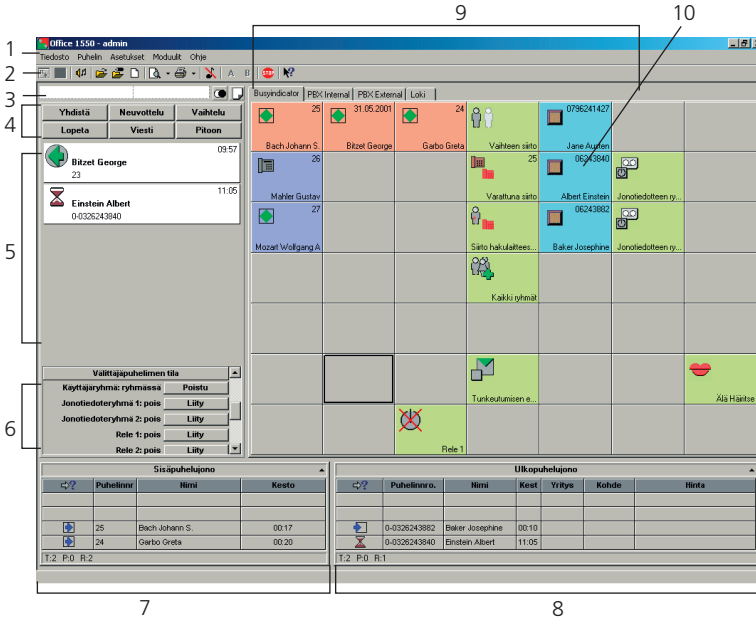 9 10
Office 1550 - admin
1
Tiedosto Puhelin Asetukset Moduulit Ohje
2
A B STOP
3
Busyindicator PBX Internal PBX External Loki
4
Yhdistä Neuvottelu Vaihtelu
Lopeta Viesti Pitoon
25 31.05.2001 24 0796241427
Bach Johann S. Bitzet George Garbo Greta Vaihteen siirto Jane Austen
09:57
Bitzet George
23
26 25 06243840
Mahler Gustav Varattuna siirto Albert Einstein Jonotiedotteen ry...
11:05
Einstein Albert
0-0326243840
5
27 06243882
Mozart Wolfgang A Siirto hakulaittees... Baker Josephine Jonotiedotteen ry...
Kaikki ryhmät
Tunkeutumisen e... Älä Häiritse
Rele 1
Välittäjäpuhelimen tila
6
Käyttäjäryhmä: ryhmässä Poistu
Jonotiedoteryhmä 1: pois Liity
Jonotiedoteryhmä 2: pois Liity
Rele 1: pois Liity
Rele 2: pois Liity
Sisäpuhelujono
? Puhelinnr Nimi Kesto
25 Bach Johann S. 00:17
24 Garbo Greta 00:20
T:2 P:0 R:2
Ulkopuhelujono
? Puhelinnro. Nimi Kest Yritys Kohde Hinta
0-0326243882 Baker Josephine 00:10
0-0326243840 Einstein Albert 11:05
T:2 P:0 R:1
7 8